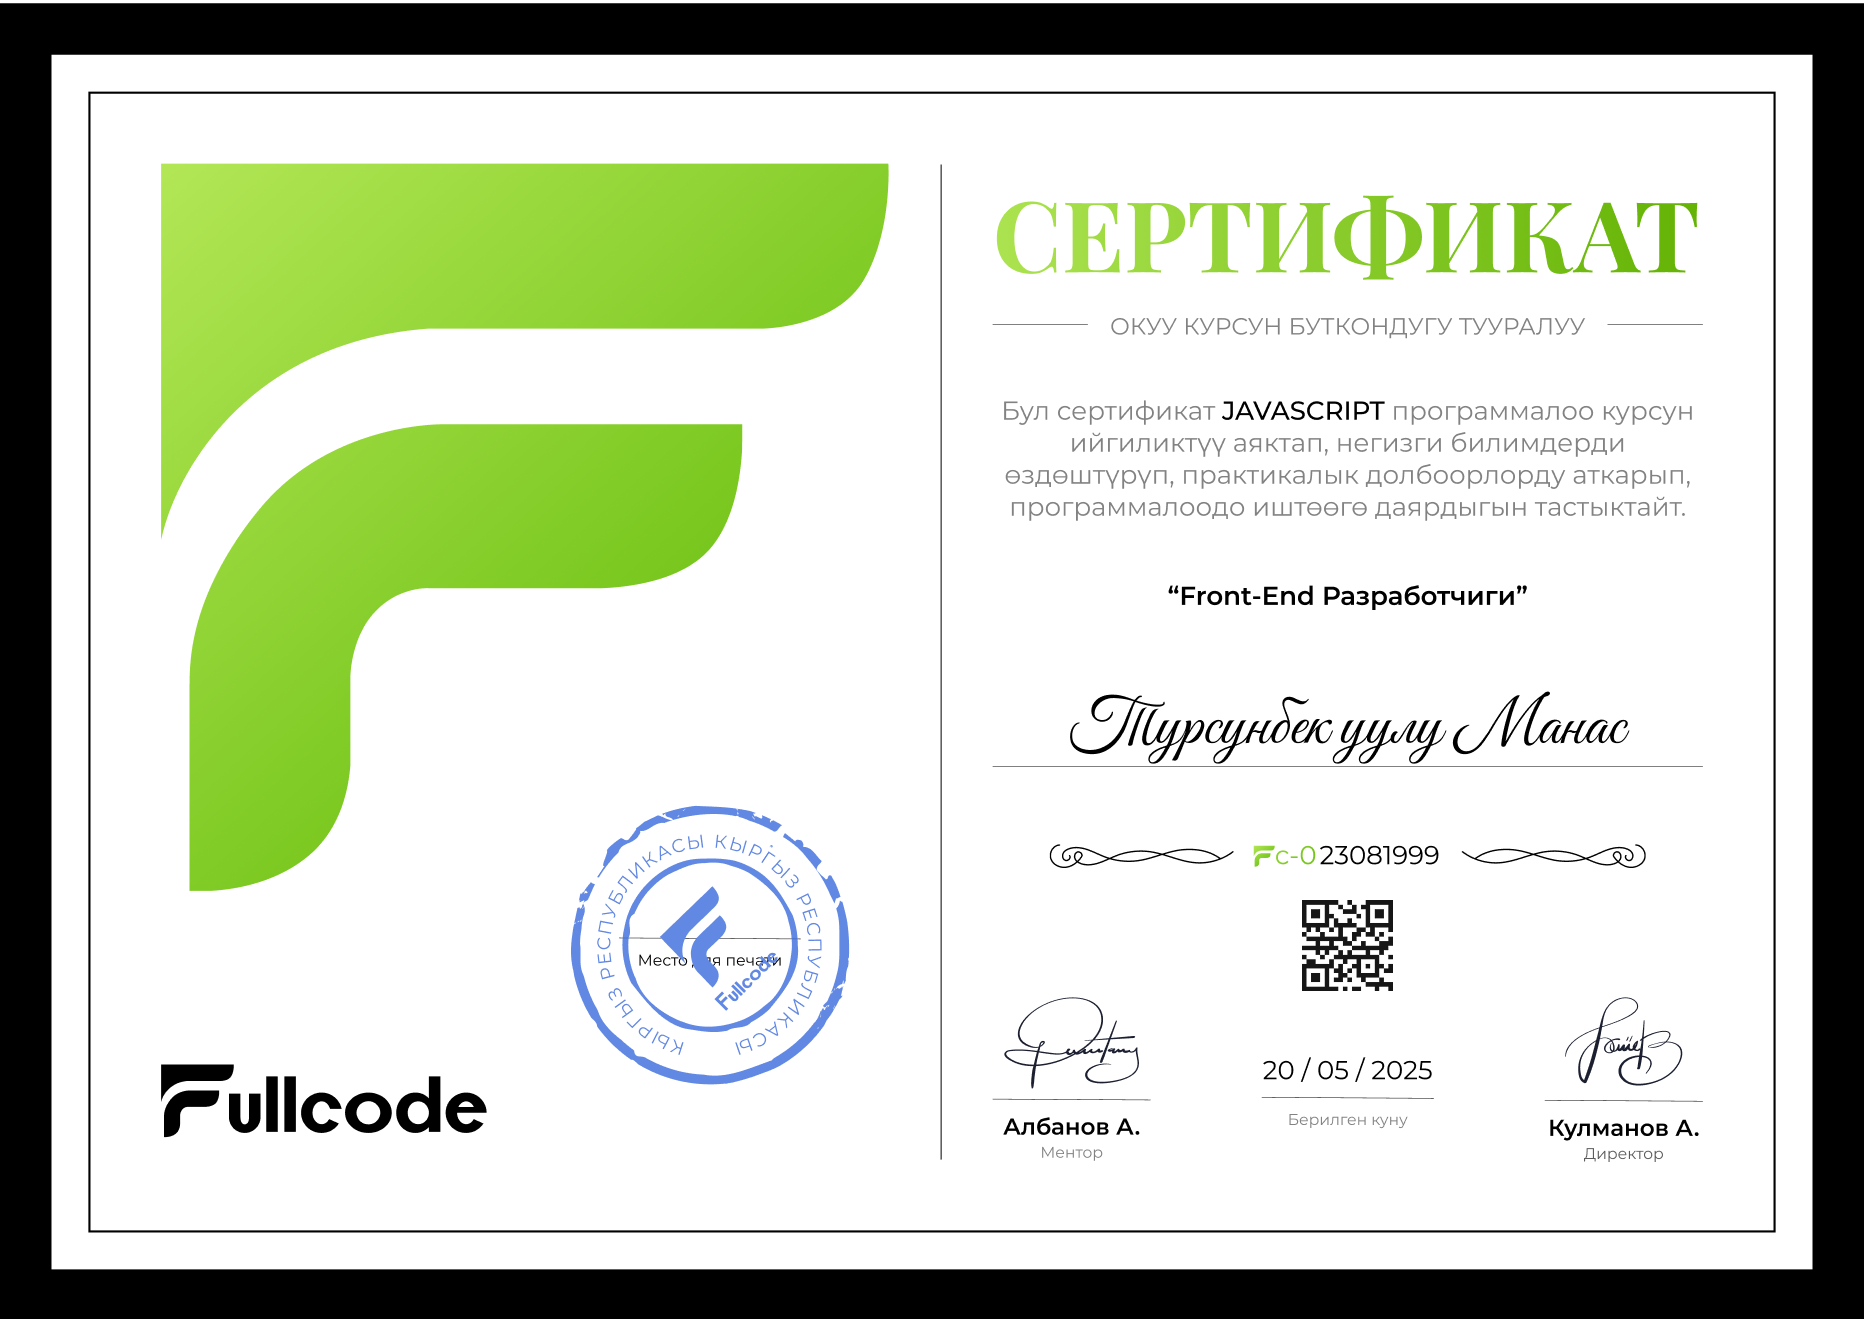 СЕРТИФИКАТ
ОКУУ КУРСУН БУТКОНДУГУ ТУУРАЛУУ
Бул сертификат JAVASCRIPT программалоо курсун
ийгиликтүү аяктап, негизги билимдерди
өздөштүрүп, практикалык долбоорлорду аткарып,
программалоодо иштөөгө даярдыгын тастыктайт.
“Front-End Разработчиги”
Турсунбек уулу Манас
Fc-023081999
КЫРГЫЗ РЕСПУБЛИКАСЫ КЫРГЫЗ РЕСПУБЛИКАСЫ
Место для печати
Fullcode
Fullcode
20 / 05 / 2025
Берилген куну
Албанов А.
Ментор
Кулманов А.
Директор